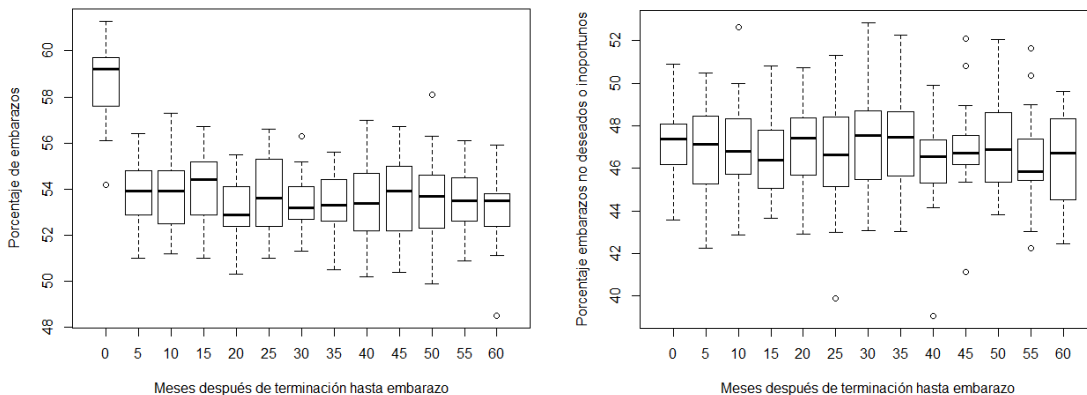 Porcentaje de embarazos
60
58
56
54
52
50
48
0 5 10 15 20 25 30 35 40 45 50 55 60
Meses después de terminación hasta embarazo
Porcentaje embarazos no deseados o inoportunos
52
50
48
46
44
42
40
0 5 10 15 20 25 30 35 40 45 50 55 60
Meses después de terminación hasta embarazo